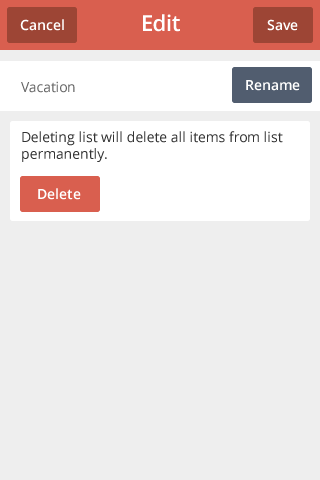 Cancel Edit Save
Vacation Rename
Deleting list will delete all items from list
permanently.
Delete